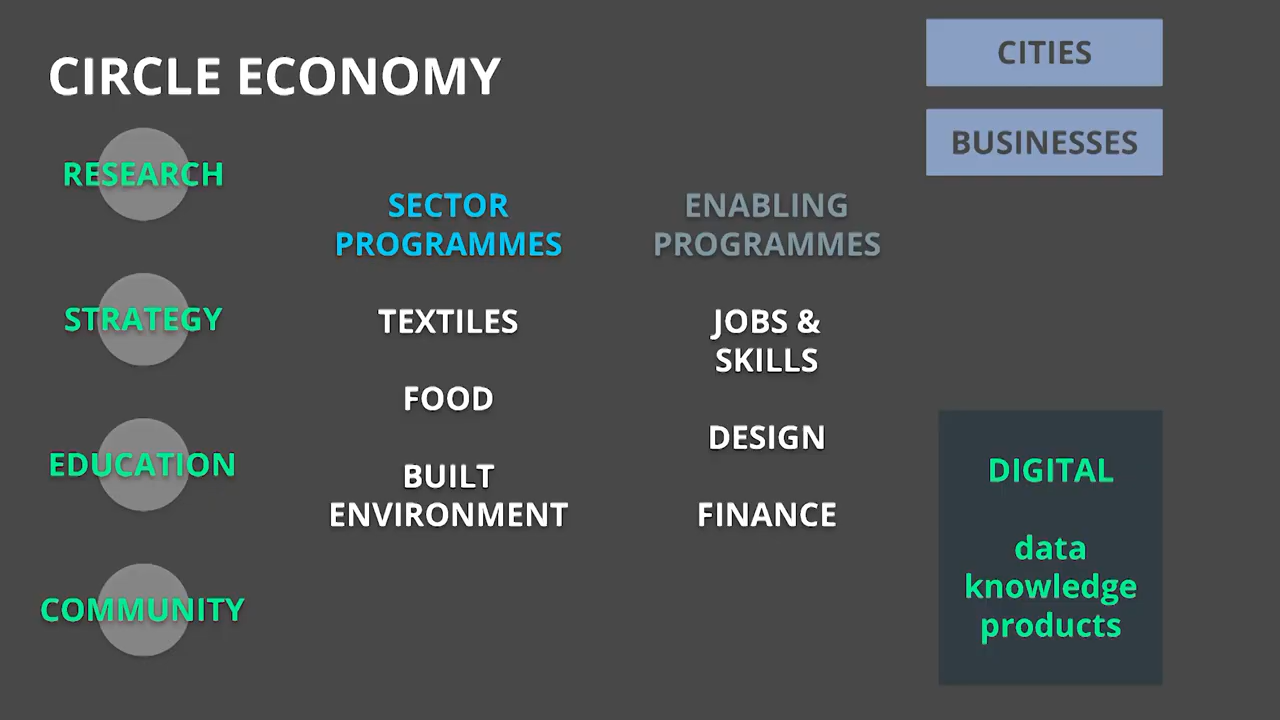 CIRCLE ECONOMY
RESEARCH
STRATEGY
EDUCATION
COMMUNITY
SECTOR
PROGRAMMES
TEXTILES
FOOD
BUILT
ENVIRONMENT
ENABLING
PROGRAMMES
JOBS &
SKILLS
DESIGN
FINANCE
CITIES
BUSINESSES
DIGITAL
data
knowledge
products